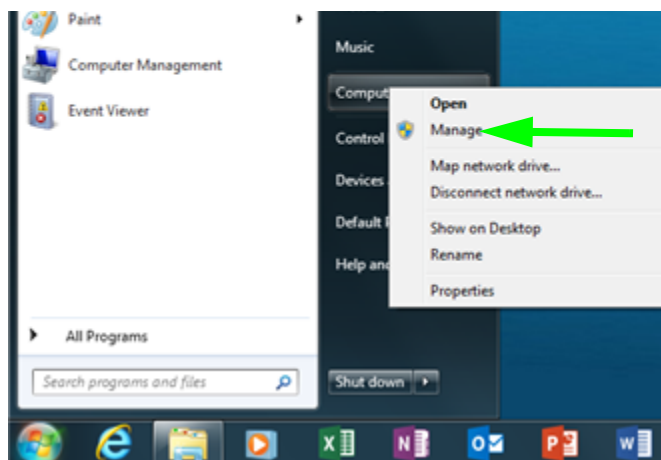 Paint
Computer Management
Event Viewer
All Programs
Search programs and files
Music
Comput
Control
Devices
Default
Help and
Shut down
Open
Manage
Map network drive...
Disconnect network drive...
Show on Desktop
Rename
Properties
X
N
O
P
W